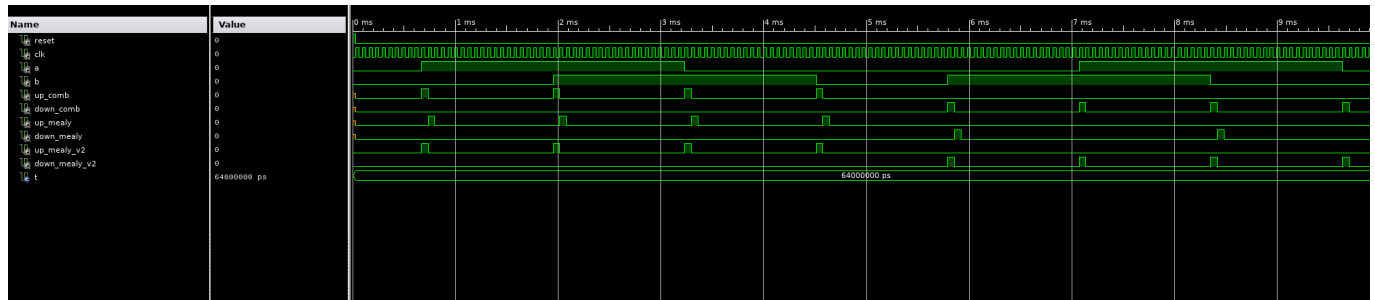 Name Value 0 ms 1 ms 2 ms 3 ms 4 ms 5 ms 6 ms 7 ms 8 ms 9 ms
reset 0
clk 0
a 0
b 0
up_comb 0
down_comb 0
up_mealy 0
down_mealy 0
up_mealy_v2 0
down_mealy_v2 0
t 64000000 ps 64000000 ps